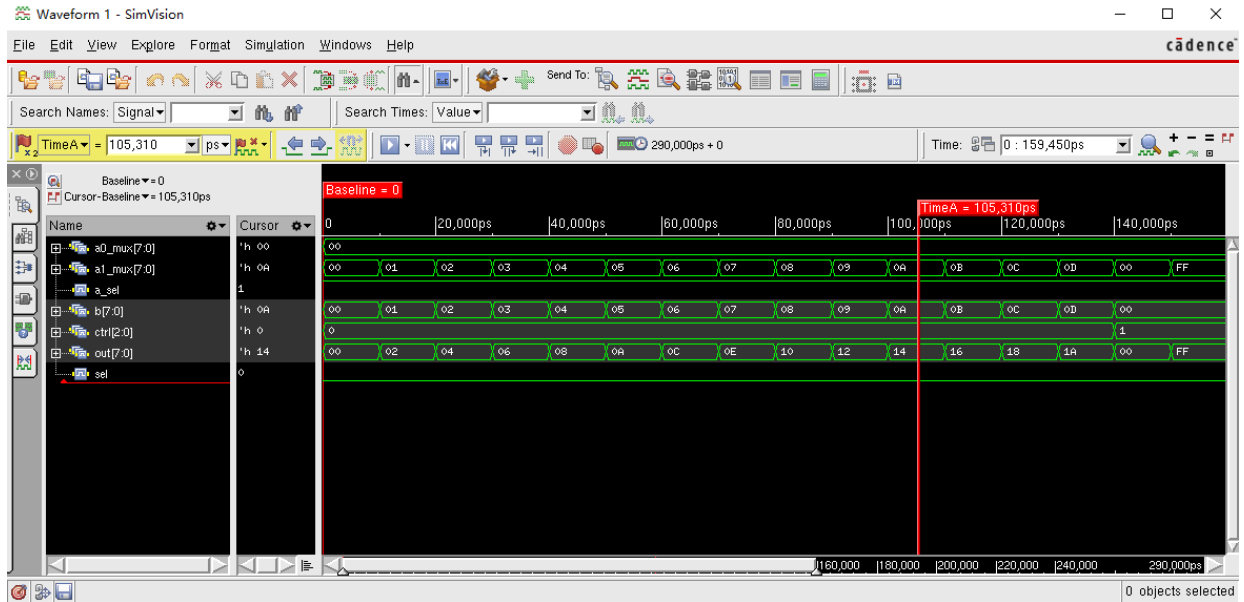 Waveform 1 - SimVision
File Edit View Explore Format Simulation Windows Help cādence
Send To:
Search Names: Signal Search Times: Value
TimeA = 105,310 ps 290,000ps + 0 Time: 0 : 159,450ps
Baseline = 0
Cursor-Baseline = 105,310ps
Baseline = 0
TimeA = 105,310ps
Name Cursor 0 20,000ps 40,000ps 60,000ps 80,000ps 100,000ps 120,000ps 140,000ps
a0_mux[7:0] 'h 00 00
a1_mux[7:0] 'h 0A 00 01 02 03 04 05 06 07 08 09 0A 0B 0C 0D 00 FF
a_sel 1
b[7:0] 'h 0A 00 01 02 03 04 05 06 07 08 09 0A 0B 0C 0D 00
ctrl[2:0] 'h 0 0 1
out[7:0] 'h 14 00 02 04 06 08 0A 0C 0E 10 12 14 16 18 1A 00 FF
sel 0
160,000 180,000 200,000 220,000 240,000 290,000ps
0 objects selected